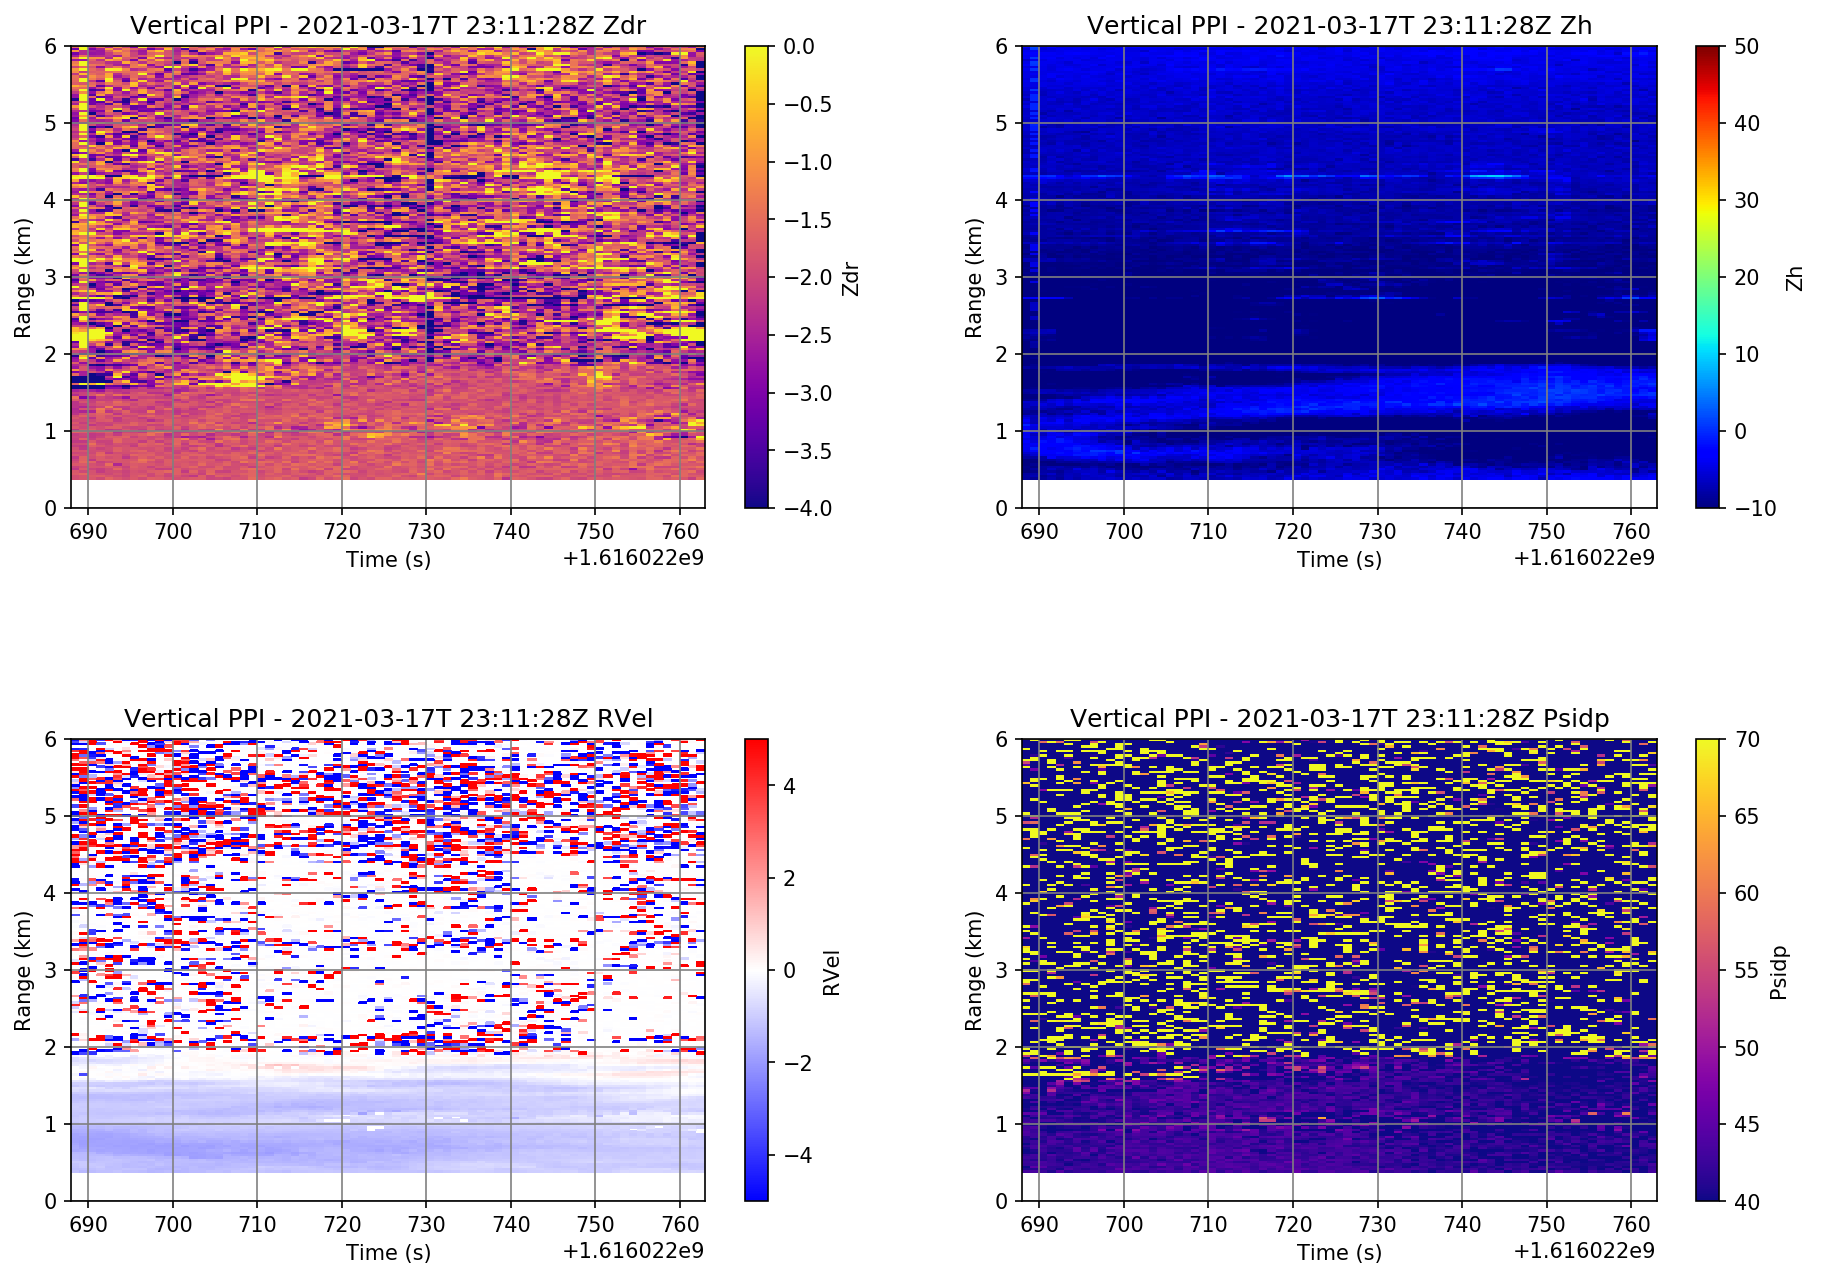 Vertical PPI - 2021-03-17T 23:11:28Z Zdr
6
5
4
3
2
1
0
Range (km)
690 700 710 720 730 740 750 760
Time (s)
+1.616022e9
0.0
−0.5
−1.0
−1.5
−2.0
−2.5
−3.0
−3.5
−4.0
Zdr
Vertical PPI - 2021-03-17T 23:11:28Z Zh
6
5
4
3
2
1
0
Range (km)
690 700 710 720 730 740 750 760
Time (s)
+1.616022e9
50
40
30
20
10
0
−10
Zh
Vertical PPI - 2021-03-17T 23:11:28Z RVel
6
5
4
3
2
1
0
Range (km)
690 700 710 720 730 740 750 760
Time (s)
+1.616022e9
4
2
0
−2
−4
RVel
Vertical PPI - 2021-03-17T 23:11:28Z Psidp
6
5
4
3
2
1
0
Range (km)
690 700 710 720 730 740 750 760
Time (s)
+1.616022e9
70
65
60
55
50
45
40
Psidp